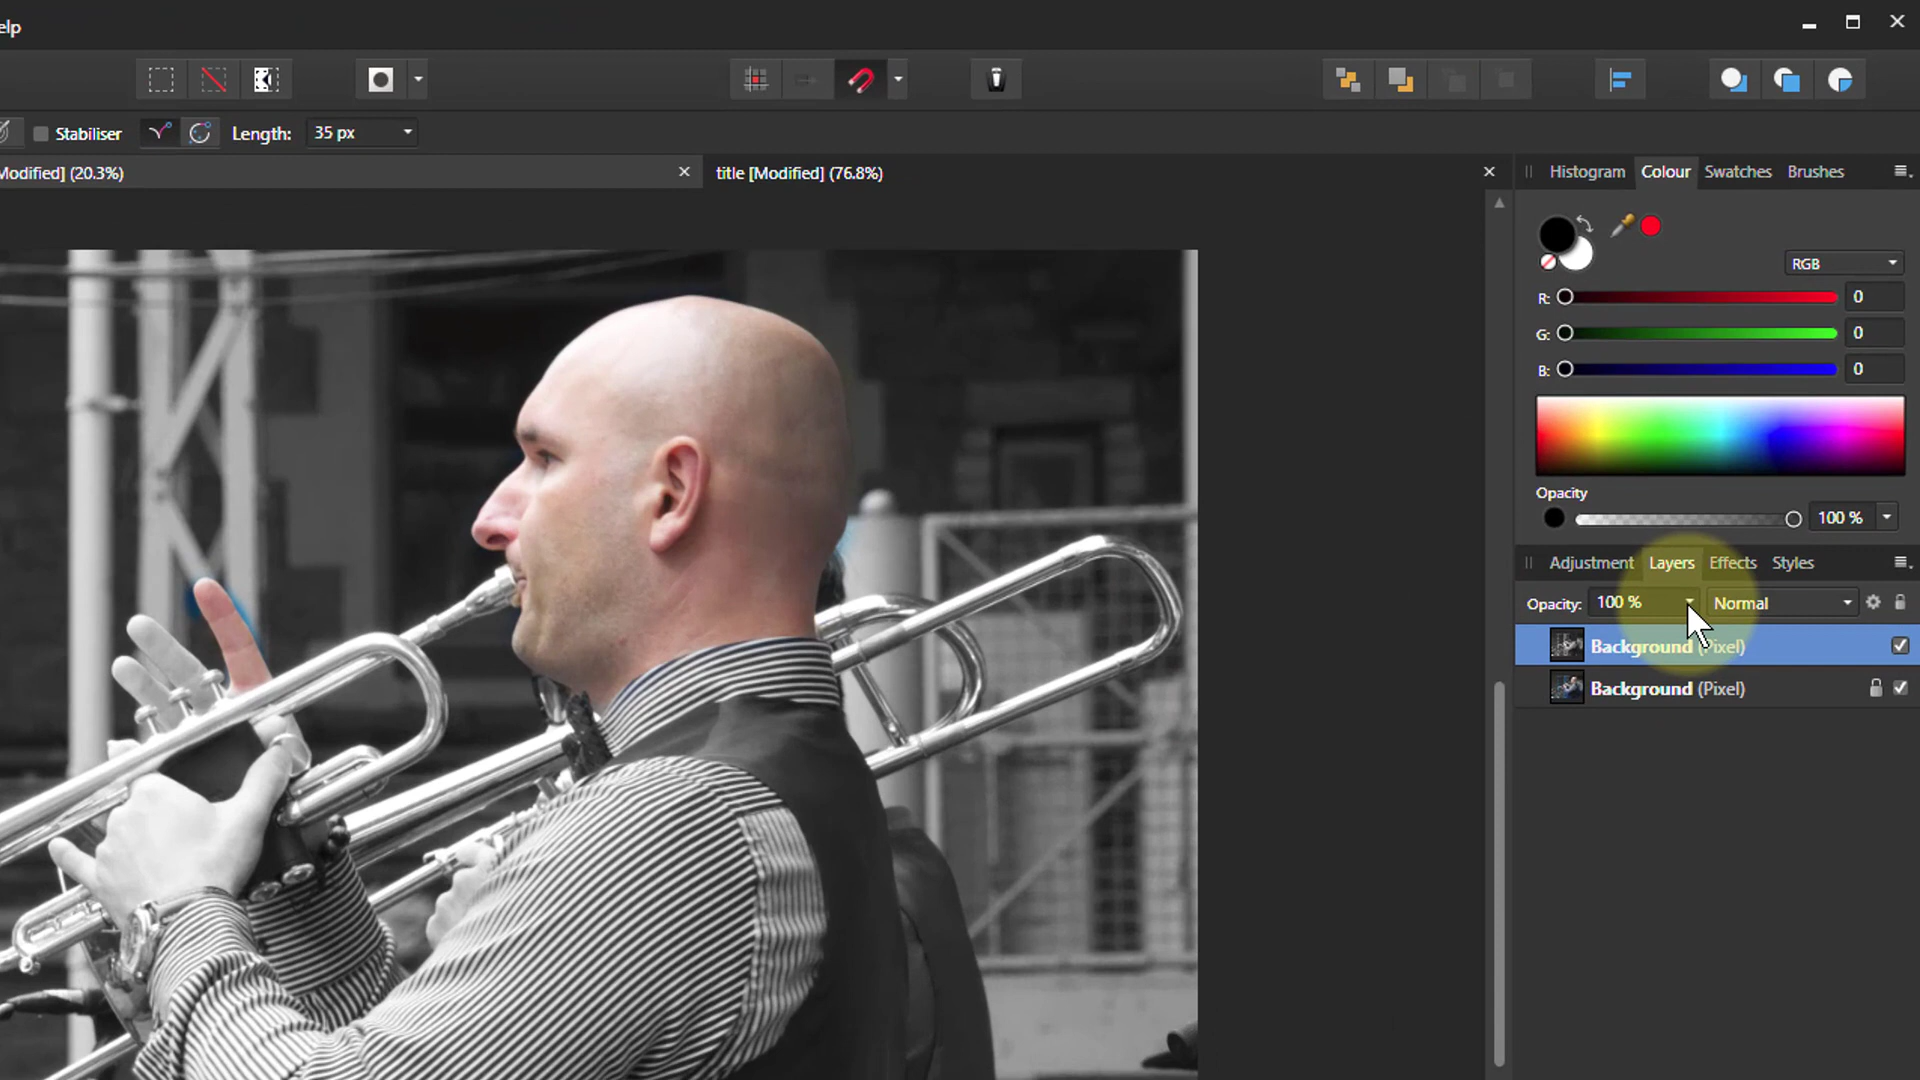 elp
Stabiliser Length: 35 px
Modified] (20.3%) title [Modified] (76.8%)
Histogram Colour Swatches Brushes
RGB
R: 0
G: 0
B: 0
Opacity
100 %
Adjustment Layers Effects Styles
Opacity: 100 % Normal
Background (Pixel)
Background (Pixel)